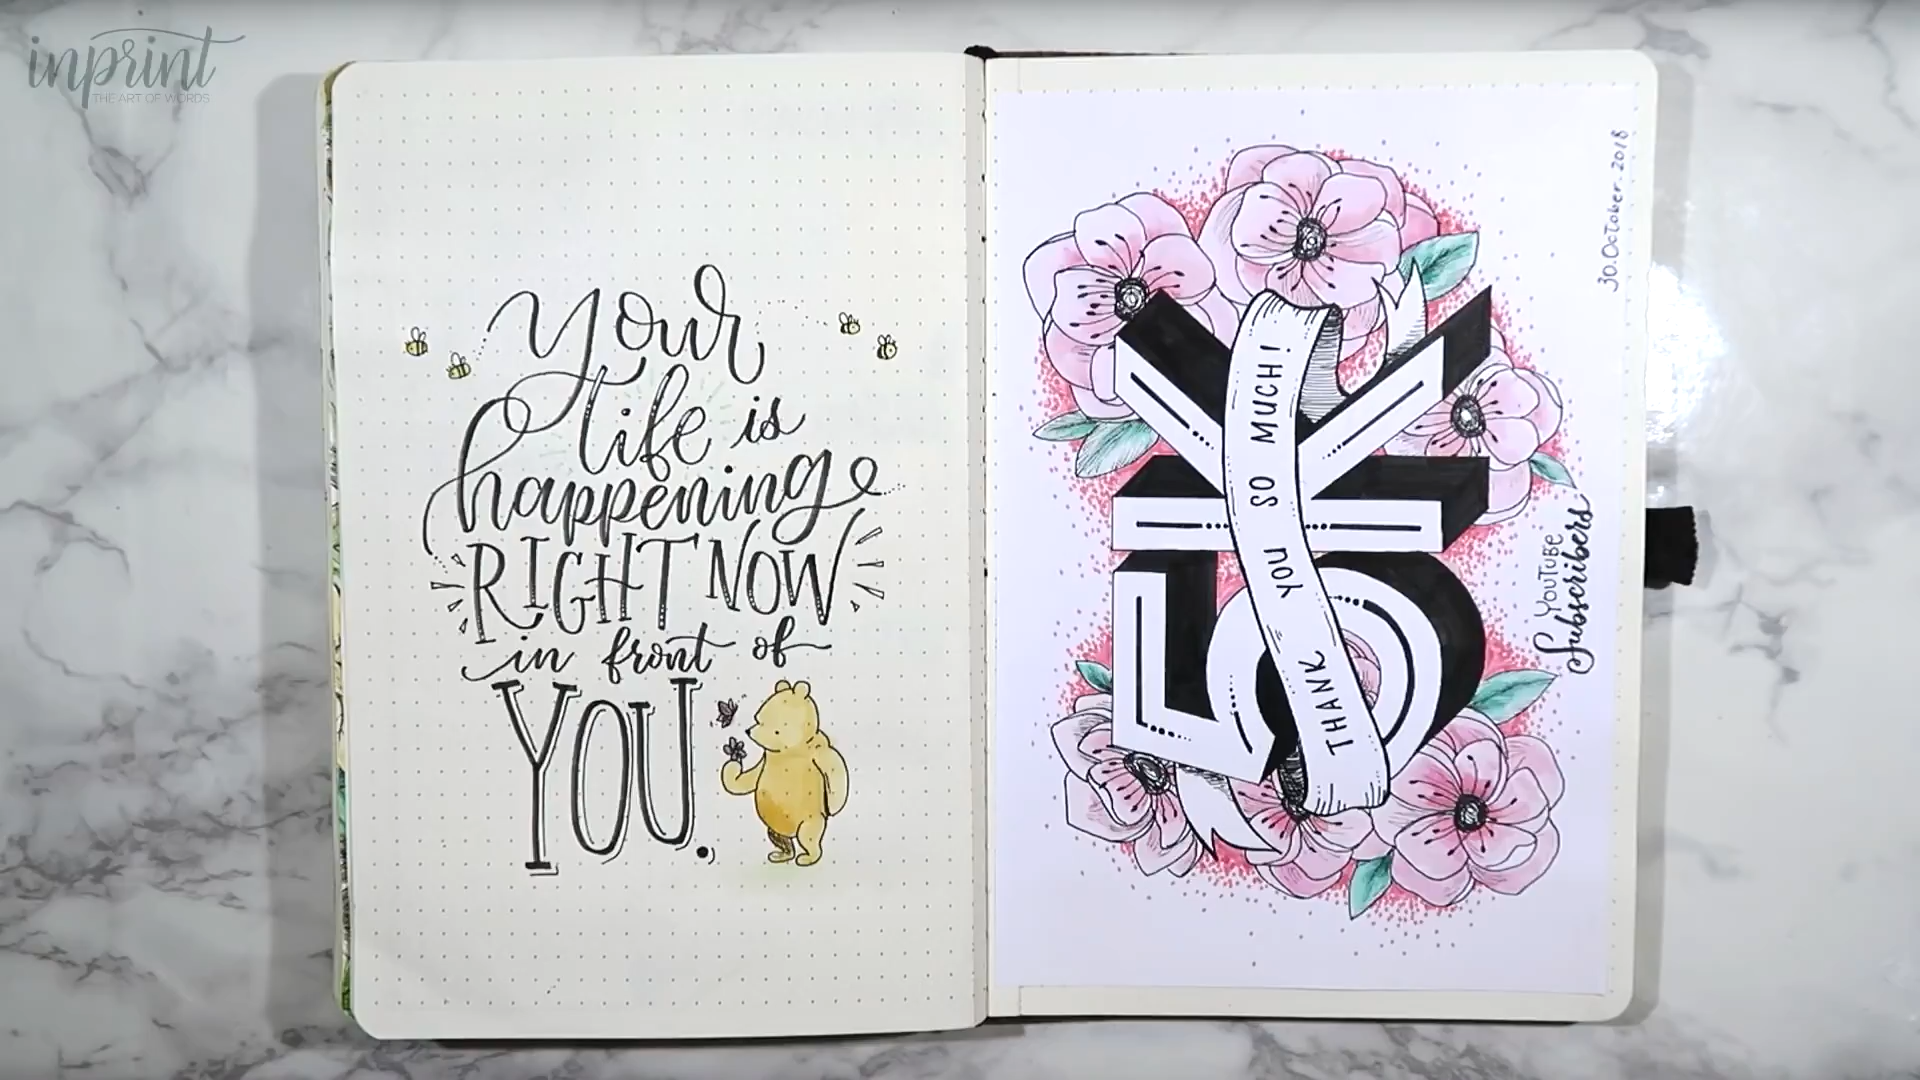 inprint
THE ART OF WORDS
Your
life is
happening
RIGHT NOW
in front of
YOU.
5K
THANK YOU SO MUCH!
YOUTUBE
Subscribers
30.October.2018